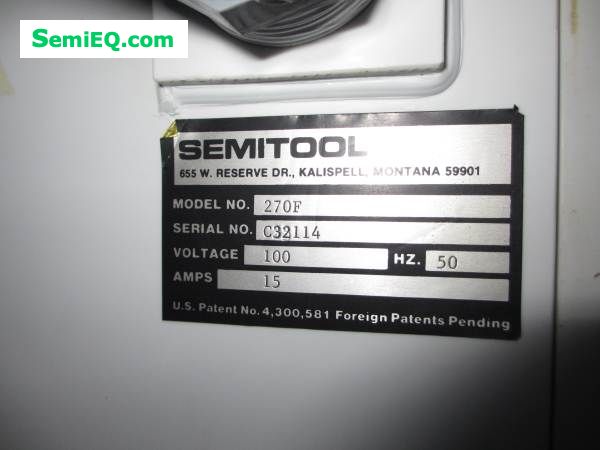 SemiEQ.com
SEMITOOL
655 W. RESERVE DR., KALISPELL, MONTANA 59901
MODEL NO. 270F
SERIAL NO. C32114
VOLTAGE 100 HZ. 50
AMPS 15
U.S. Patent No. 4,300,581 Foreign Patents Pending